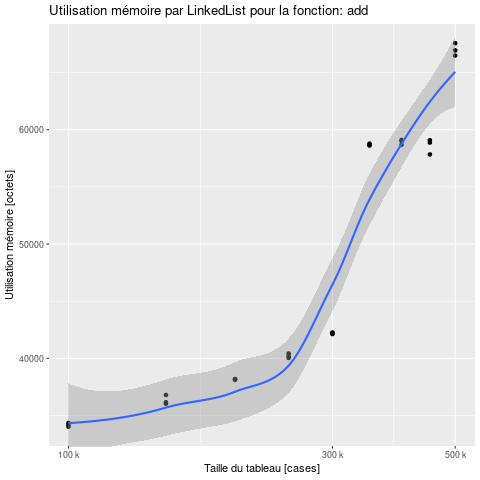 Utilisation mémoire par LinkedList pour la fonction: add
Utilisation mémoire [octets]
60000
50000
40000
100 k
300 k
500 k
Taille du tableau [cases]